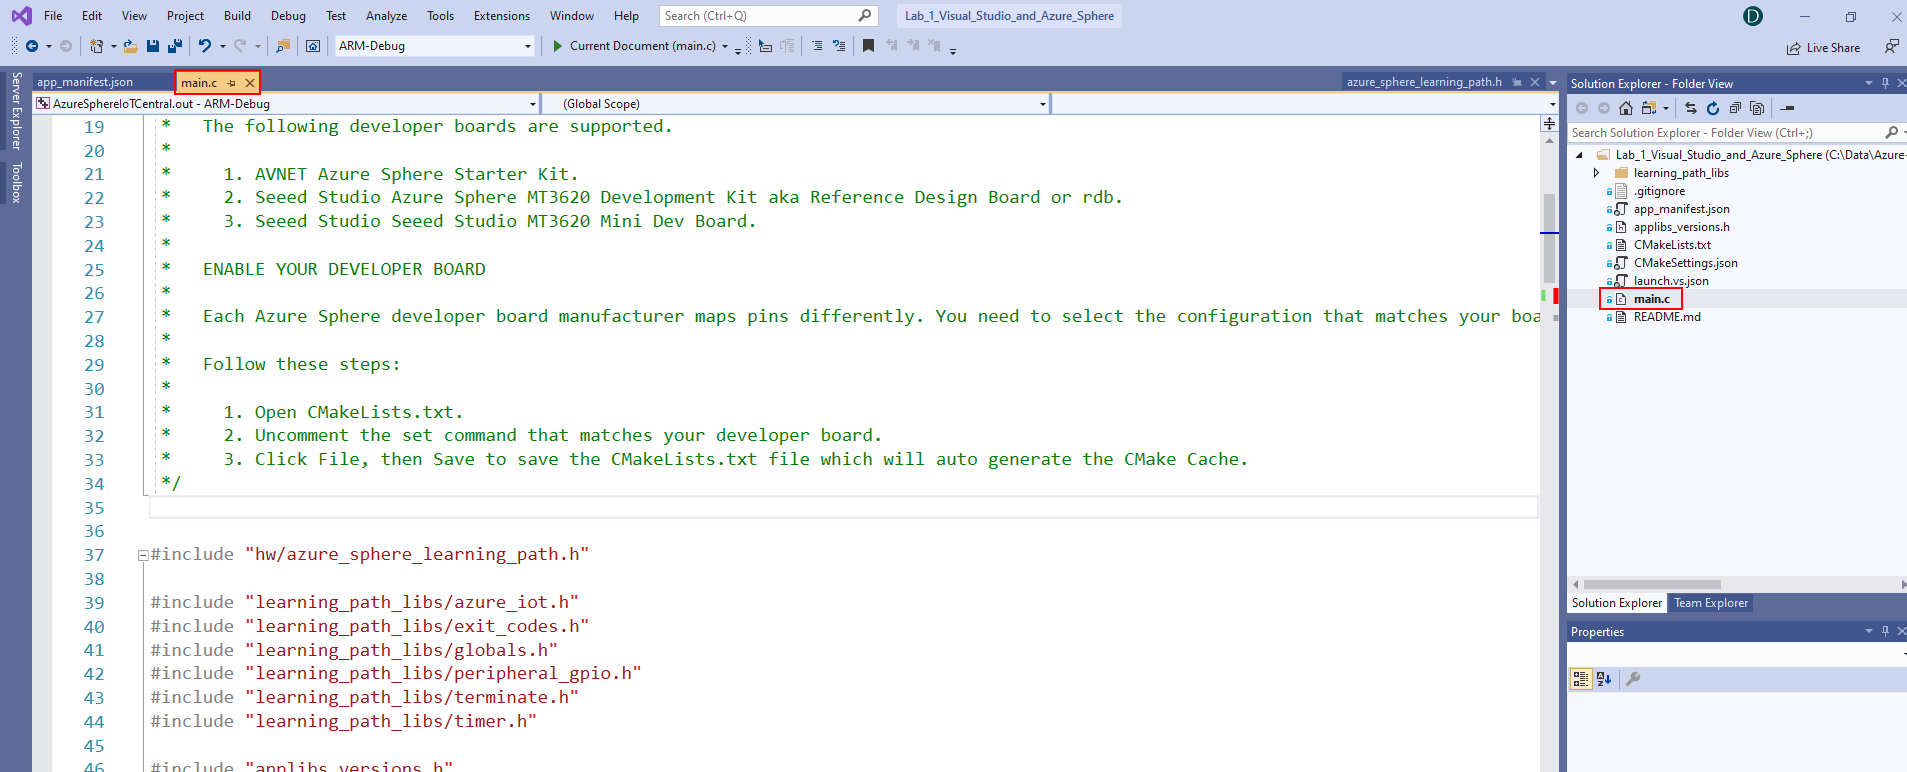 File Edit View Project Build Debug Test Analyze Tools Extensions Window Help Search (Ctrl+Q) Lab_1_Visual_Studio_and_Azure_Sphere D
ARM-Debug Current Document (main.c) Live Share
Server Explorer
Toolbox
app_manifest.json main.c azure_sphere_learning_path.h
AzureSphereIoTCentral.out - ARM-Debug (Global Scope)
19 * The following developer boards are supported.
20 *
21 * 1. AVNET Azure Sphere Starter Kit.
22 * 2. Seeed Studio Azure Sphere MT3620 Development Kit aka Reference Design Board or rdb.
23 * 3. Seeed Studio Seeed Studio MT3620 Mini Dev Board.
24 *
25 * ENABLE YOUR DEVELOPER BOARD
26 *
27 * Each Azure Sphere developer board manufacturer maps pins differently. You need to select the configuration that matches your boa
28 *
29 * Follow these steps:
30 *
31 * 1. Open CMakeLists.txt.
32 * 2. Uncomment the set command that matches your developer board.
33 * 3. Click File, then Save to save the CMakeLists.txt file which will auto generate the CMake Cache.
34 */
35
36
37 #include "hw/azure_sphere_learning_path.h"
38
39 #include "learning_path_libs/azure_iot.h"
40 #include "learning_path_libs/exit_codes.h"
41 #include "learning_path_libs/globals.h"
42 #include "learning_path_libs/peripheral_gpio.h"
43 #include "learning_path_libs/terminate.h"
44 #include "learning_path_libs/timer.h"
45
46 #include "applibs_versions.h"
Solution Explorer - Folder View
Search Solution Explorer - Folder View (Ctrl+;)
Lab_1_Visual_Studio_and_Azure_Sphere (C:\Data\Azure-
learning_path_libs
.gitignore
app_manifest.json
applibs_versions.h
CMakeLists.txt
CMakeSettings.json
launch.vs.json
main.c
README.md
Solution Explorer Team Explorer
Properties